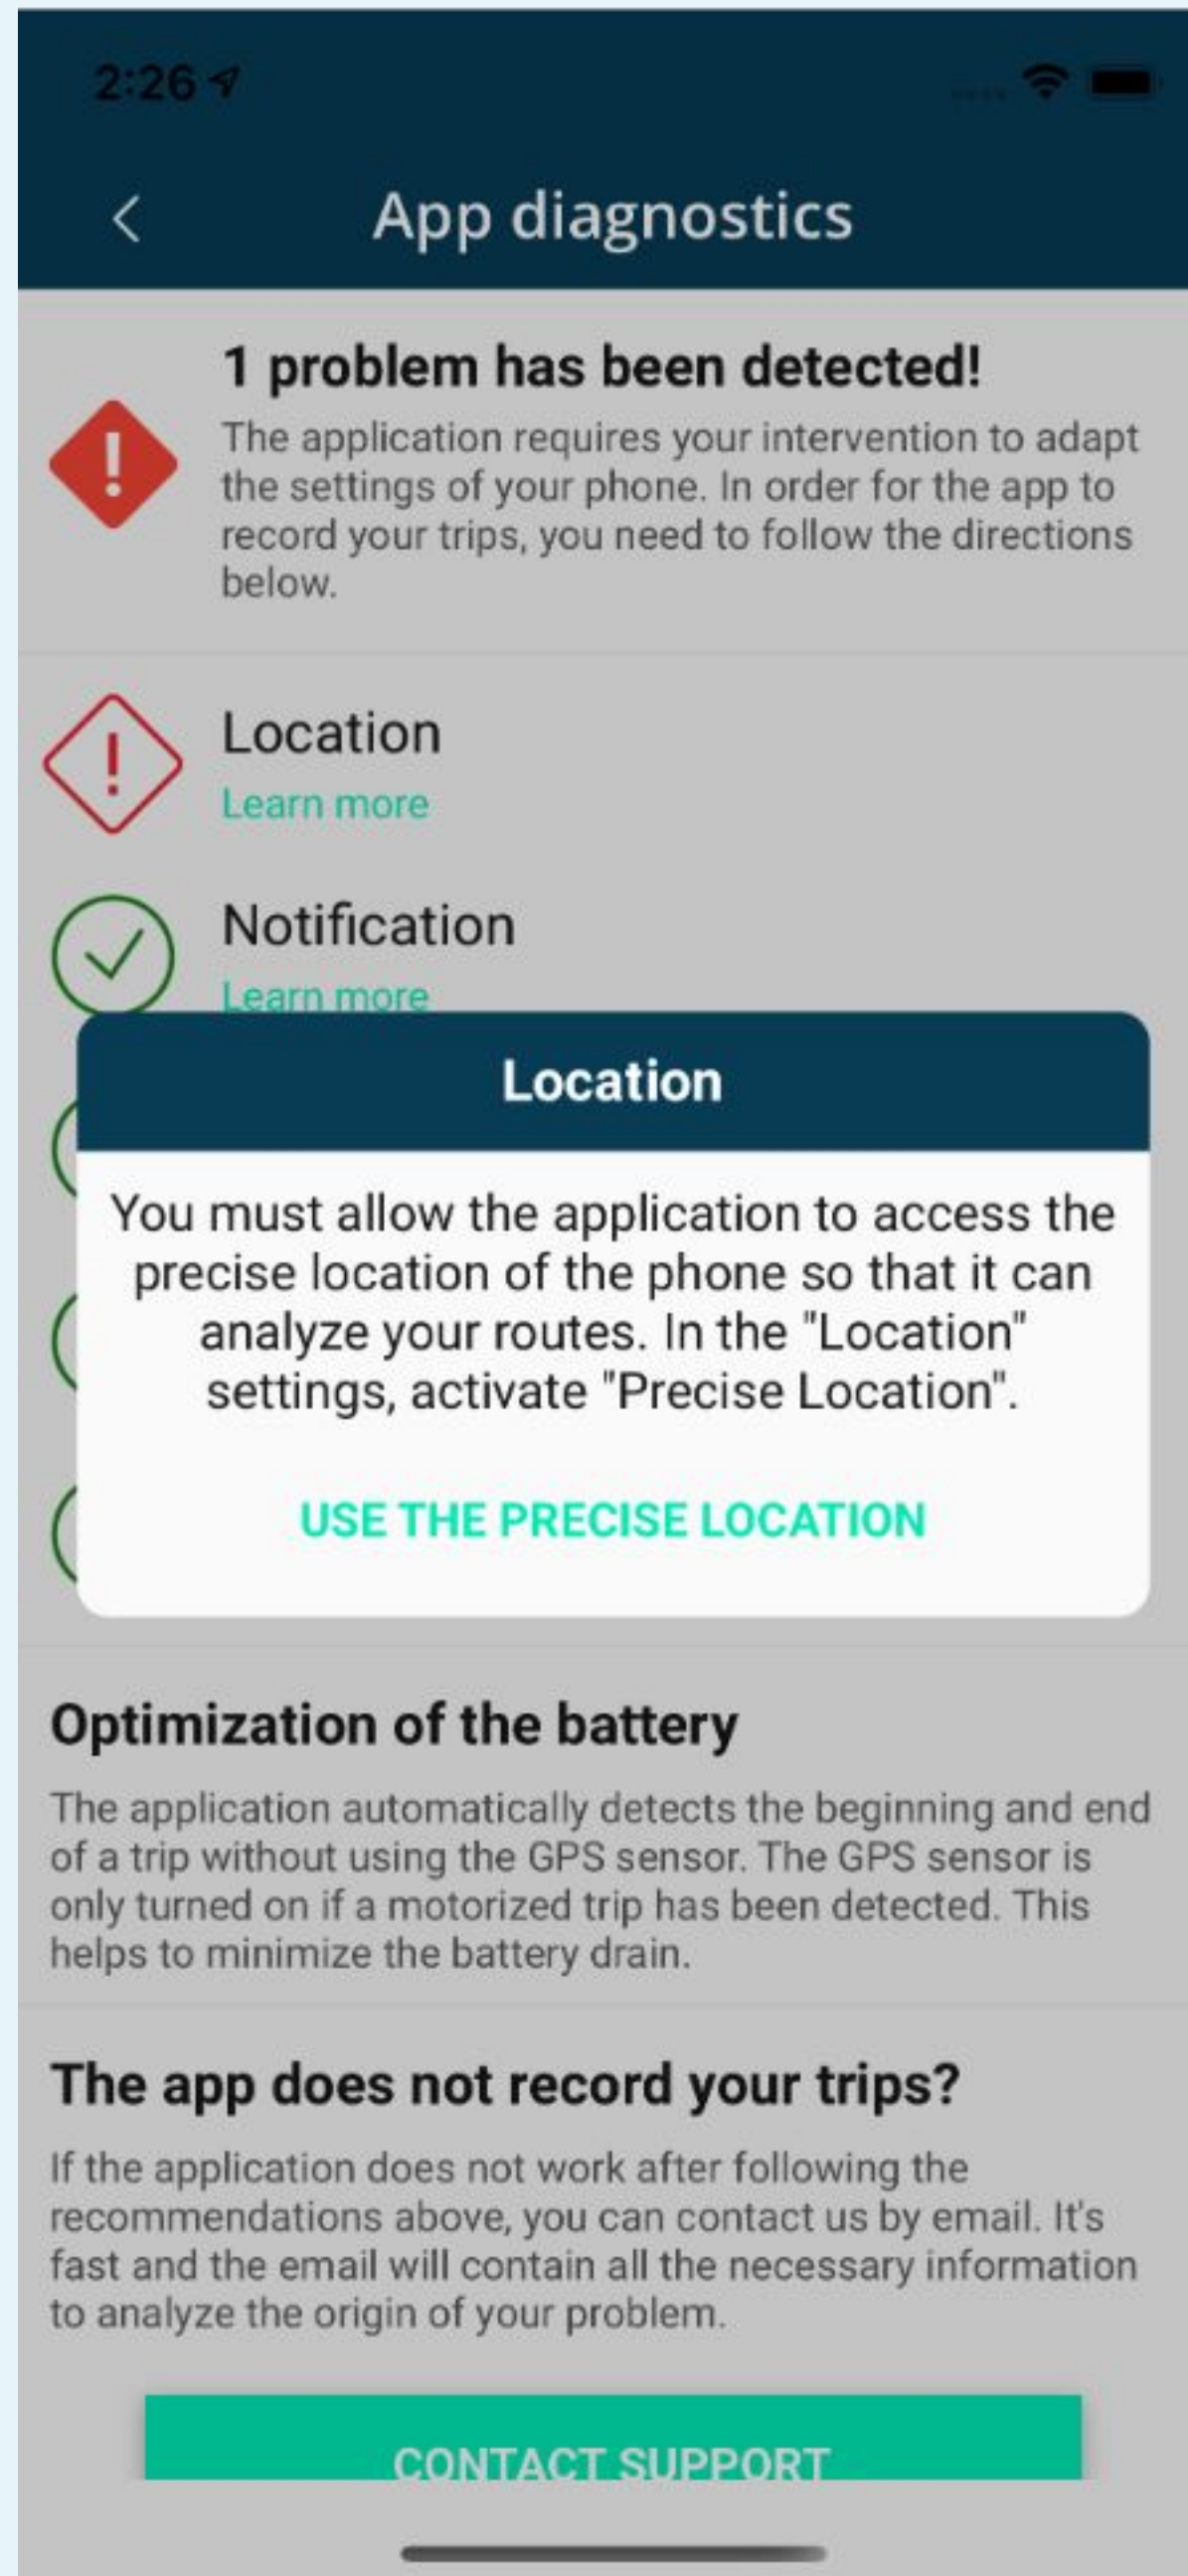 2:26
App diagnostics
1 problem has been detected!
The application requires your intervention to adapt
the settings of your phone. In order for the app to
record your trips, you need to follow the directions
below.
Location
Learn more
Notification
Learn more
Location
You must allow the application to access the
precise location of the phone so that it can
analyze your routes. In the "Location"
settings, activate "Precise Location".
USE THE PRECISE LOCATION
Optimization of the battery
The application automatically detects the beginning and end
of a trip without using the GPS sensor. The GPS sensor is
only turned on if a motorized trip has been detected. This
helps to minimize the battery drain.
The app does not record your trips?
If the application does not work after following the
recommendations above, you can contact us by email. It's
fast and the email will contain all the necessary information
to analyze the origin of your problem.
CONTACT SUPPORT